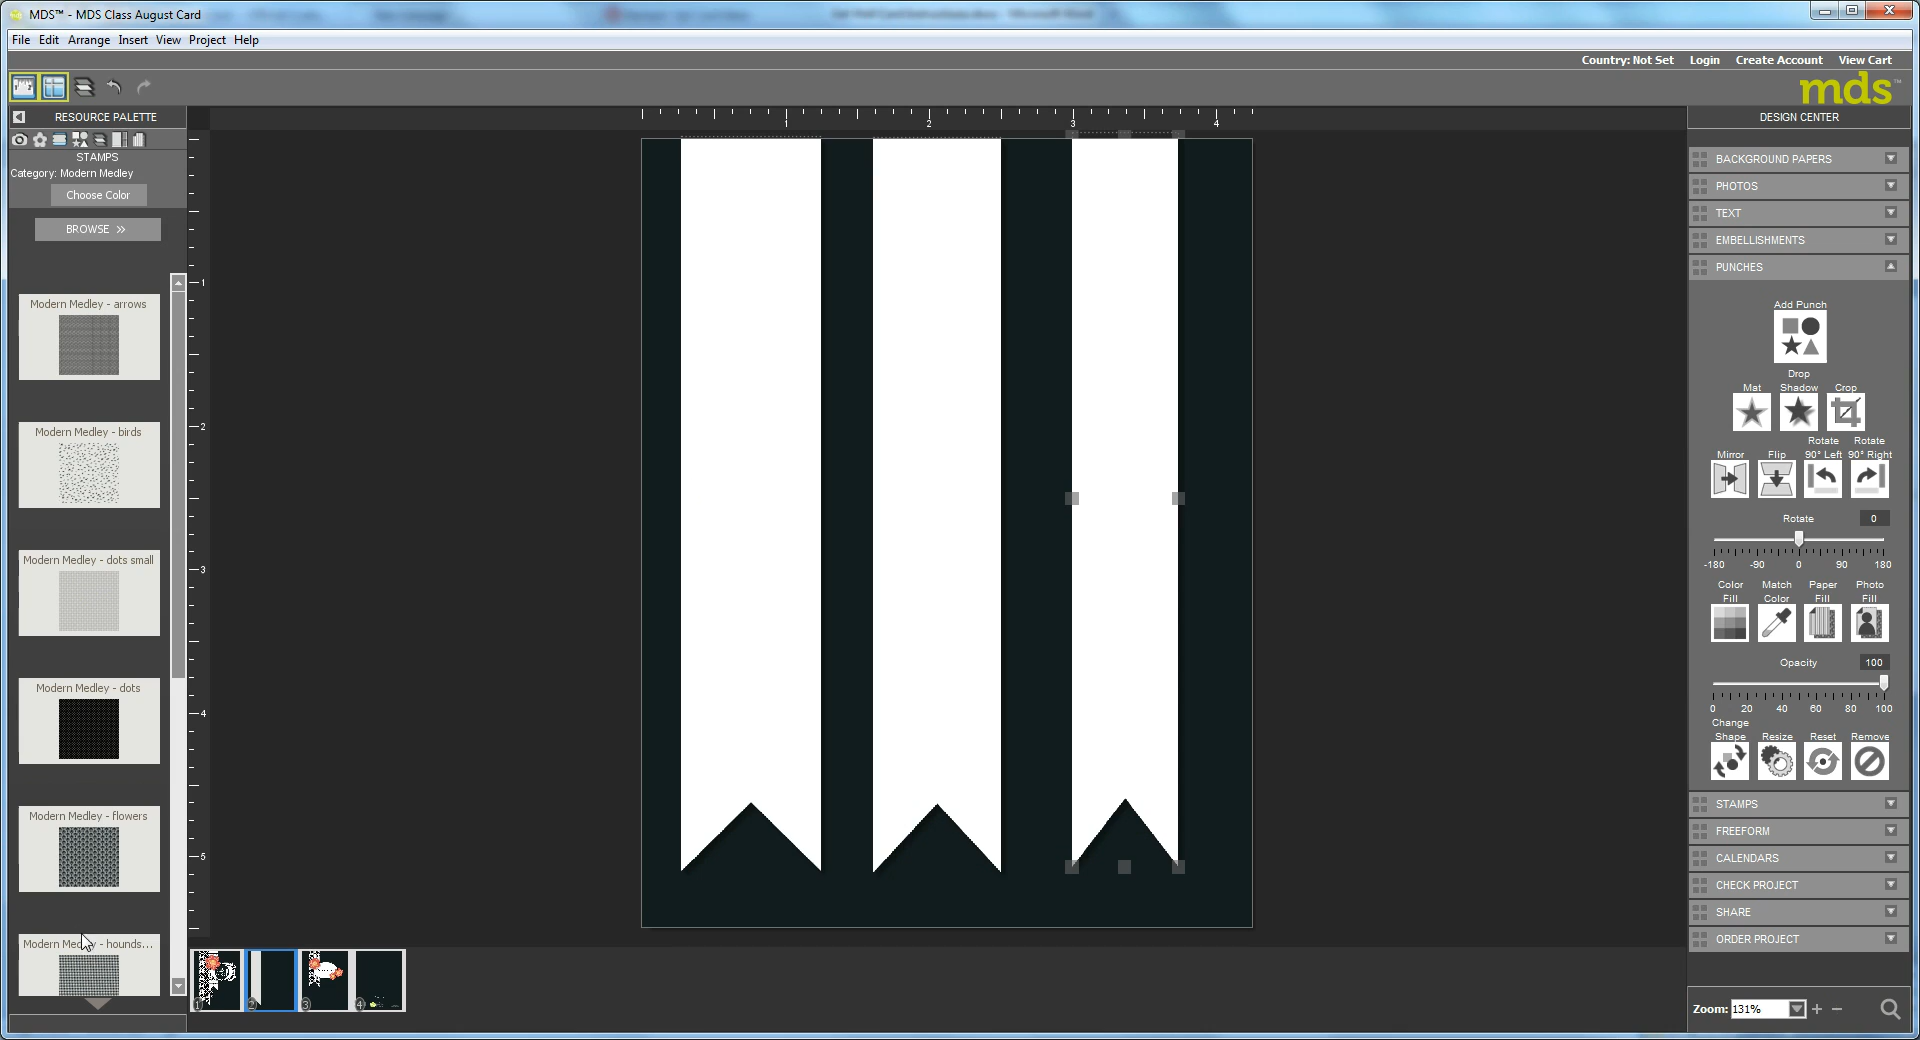 MDS™ - MDS Class August Card
File Edit Arrange Insert View Project Help
Country: Not Set Login Create Account View Cart
mds™
RESOURCE PALETTE
STAMPS
Category: Modern Medley
Choose Color
BROWSE »
Modern Medley - arrows
Modern Medley - birds
Modern Medley - dots small
Modern Medley - dots
Modern Medley - flowers
Modern Medley - hounds...
1 2 3 4
1
2
3
4
5
1 2 3 4
DESIGN CENTER
BACKGROUND PAPERS
PHOTOS
TEXT
EMBELLISHMENTS
PUNCHES
Add Punch
Mat Drop Shadow Crop
Mirror Flip Rotate 90° Left Rotate 90° Right
Rotate 0
-180 -90 0 90 180
Color Fill Match Color Paper Fill Photo Fill
Opacity 100
0 20 40 60 80 100
Change Shape Resize Reset Remove
STAMPS
FREEFORM
CALENDARS
CHECK PROJECT
SHARE
ORDER PROJECT
Zoom: 131% + −